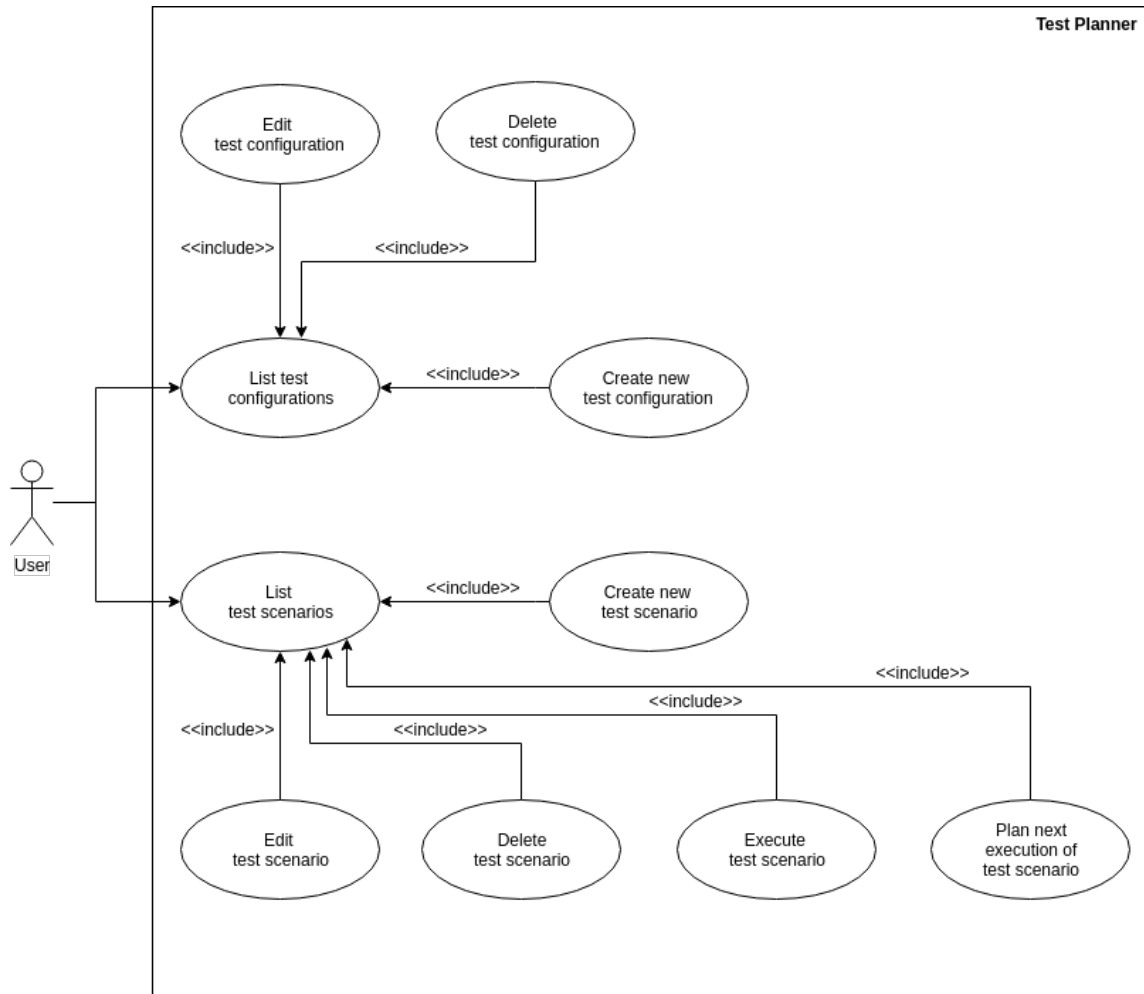 Test Planner
Edit
test configuration
Delete
test configuration
<<include>>
<<include>>
List test
configurations
<<include>>
Create new
test configuration
User
List
test scenarios
<<include>>
Create new
test scenario
<<include>>
<<include>>
<<include>>
<<include>>
Edit
test scenario
Delete
test scenario
Execute
test scenario
Plan next
execution of
test scenario